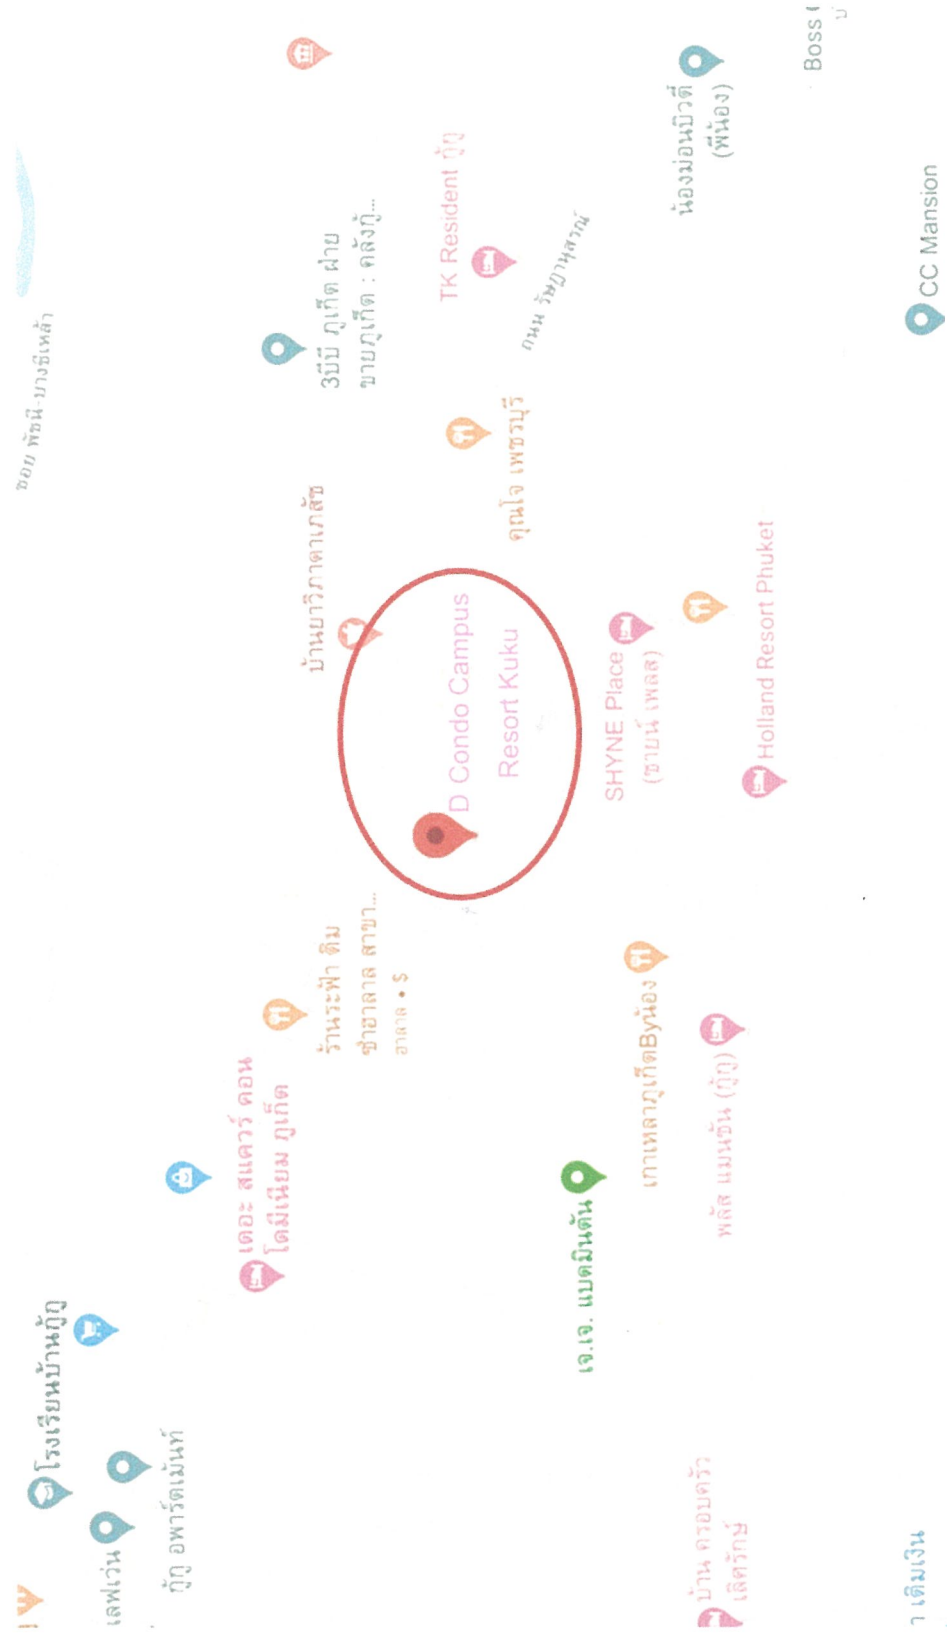 โรงเรียนบ้านกู้กู
ซอย พัชนี-บางชีเหล้า
เลฟเว่น
กู้กู อพาร์ตเม้นท์
เดอะ สแควร์ คอน
โดมีเนียม ภูเก็ต
ร้านระฟ้า ติ่ม
ซำฮาลาล สาขา...
ฮาลาล • $
บ้านยาวิภาดาเภสัช
3บีบี ภูเก็ต ฝ่าย
ขายภูเก็ต : คลังกู้...
D Condo Campus
Resort Kuku
TK Resident กู้กู
คุณโจ เพชรบุรี
ถนน รัษฎานุสรณ์
เจ.เจ. แบดมินตัน
เกาเหลาภูเก็ตByน้อง
SHYNE Place
(ชายน์ เพลส)
น้องม่อนบิวตี้
(พี่น้อง)
พลัส แมนชั่น (กู้กู)
บ้าน ครอบครัว
เลิศรักษ์
Holland Resort Phuket
Boss
า เติมเงิน
CC Mansion